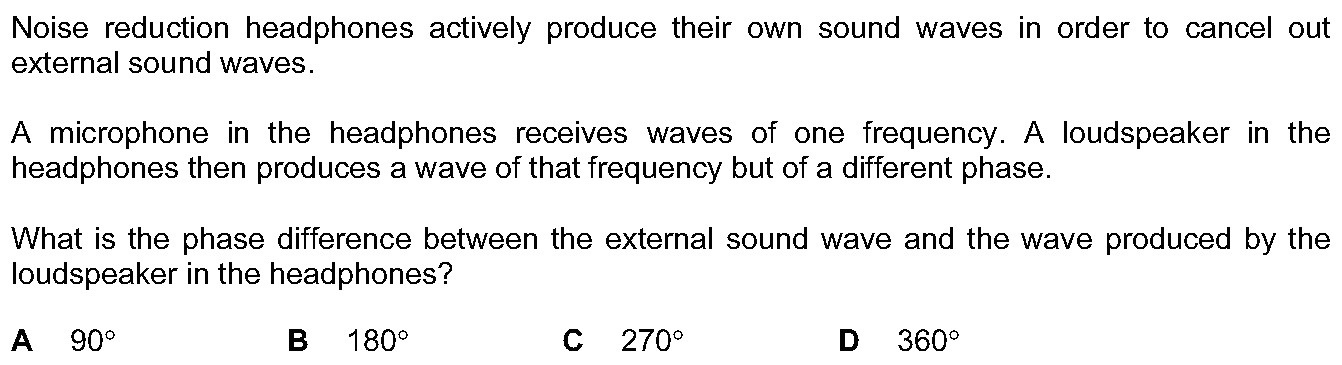 Noise reduction headphones actively produce their own sound waves in order to cancel out
external sound waves.
A microphone in the headphones receives waves of one frequency. A loudspeaker in the
headphones then produces a wave of that frequency but of a different phase.
What is the phase difference between the external sound wave and the wave produced by the
loudspeaker in the headphones?
A 90° B 180° C 270° D 360°